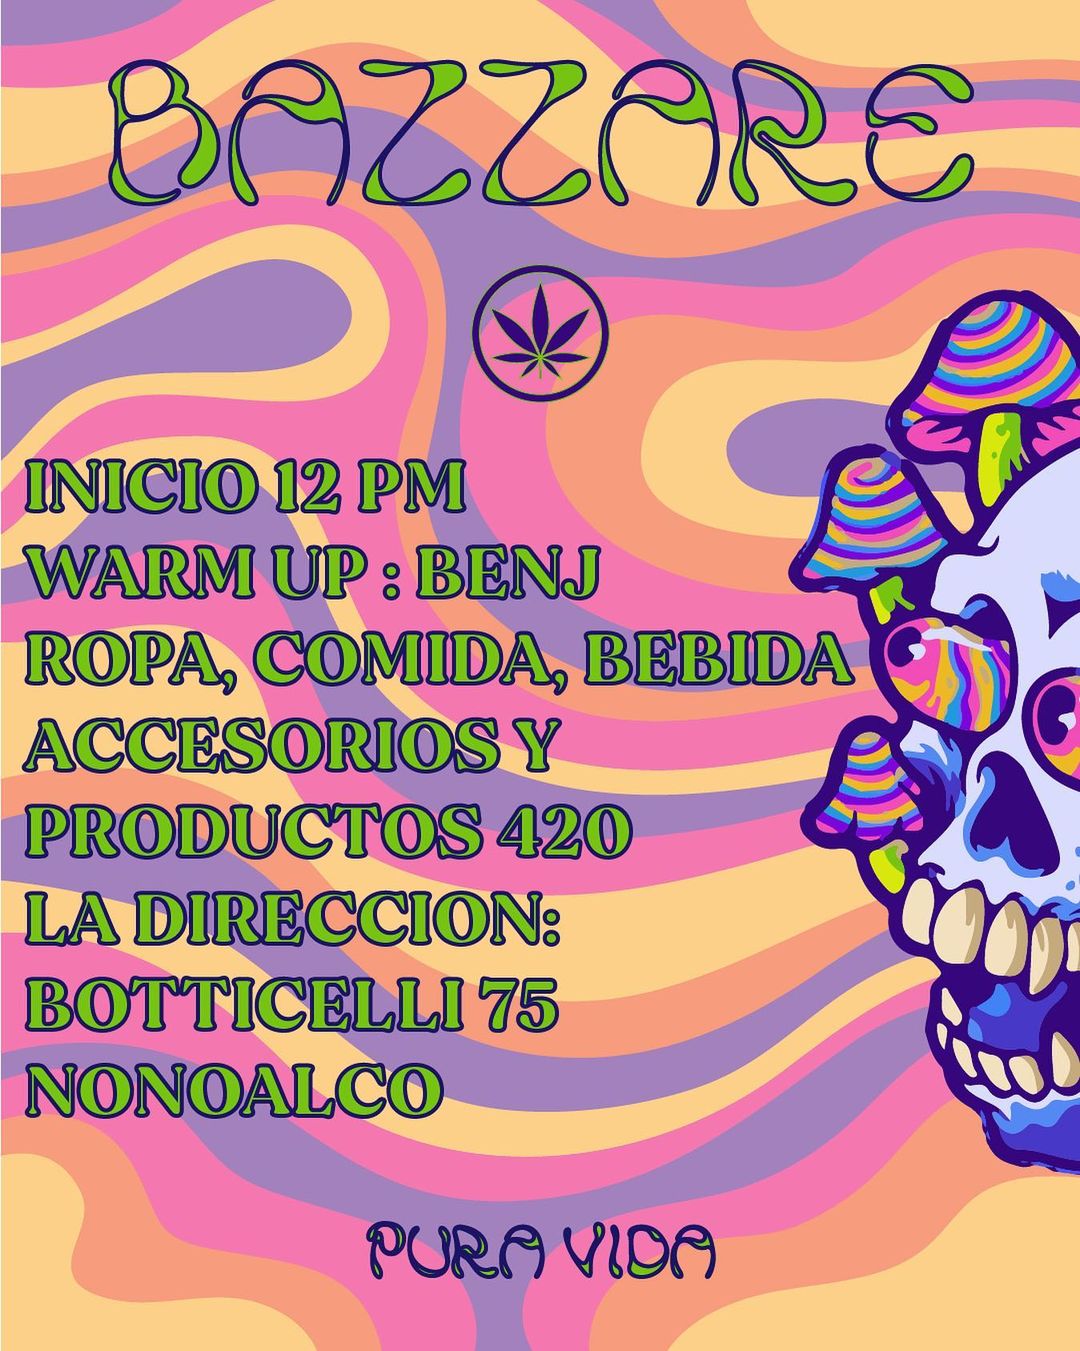 BAZZARE
INICIO 12 PM
WARM UP : BENJ
ROPA, COMIDA, BEBIDA
ACCESORIOS Y
PRODUCTOS 420
LA DIRECCION:
BOTTICELLI 75
NONOALCO
PURA VIDA